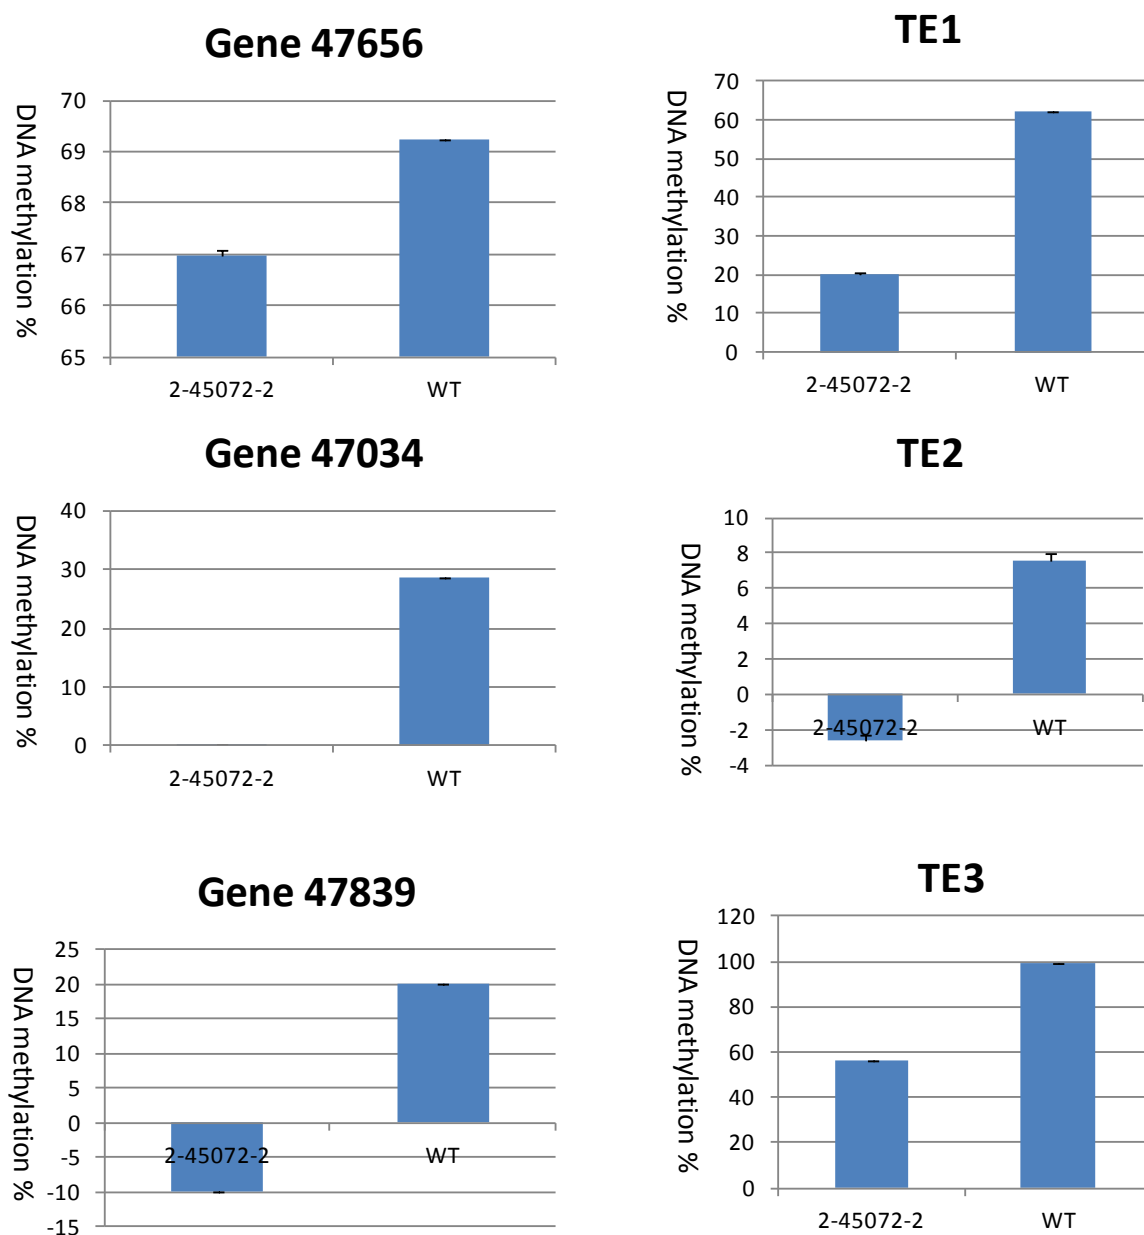 Gene 47656
DNA methylation %
70
69
68
67
66
65
2-45072-2 WT
TE1
DNA methylation %
70
60
50
40
30
20
10
0
2-45072-2 WT
Gene 47034
DNA methylation %
40
30
20
10
0
2-45072-2 WT
TE2
DNA methylation %
10
8
6
4
2
0
-2
-4
2-45072-2 WT
Gene 47839
DNA methylation %
25
20
15
10
5
0
-5
-10
-15
2-45072-2 WT
TE3
DNA methylation %
120
100
80
60
40
20
0
2-45072-2 WT